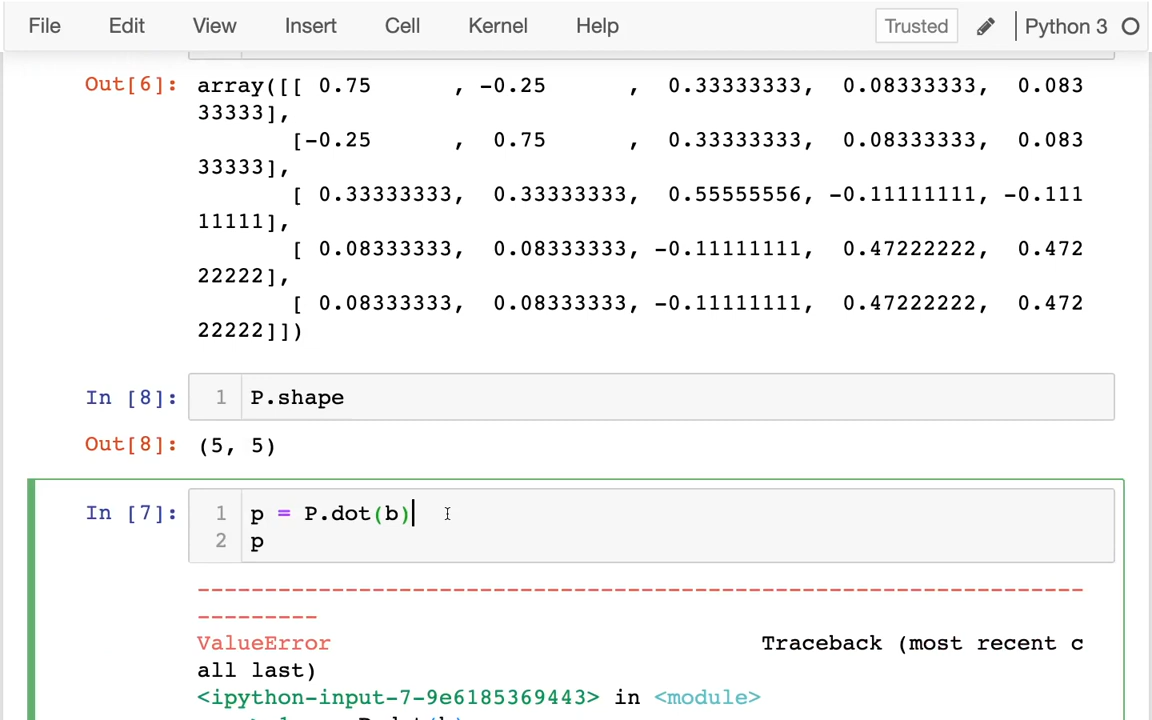 File Edit View Insert Cell Kernel Help Trusted Python 3
Out[6]: array([[ 0.75      , -0.25      ,  0.33333333,  0.08333333,  0.083
33333],
[-0.25      ,  0.75      ,  0.33333333,  0.08333333,  0.083
33333],
[ 0.33333333,  0.33333333,  0.55555556, -0.11111111, -0.111
11111],
[ 0.08333333,  0.08333333, -0.11111111,  0.47222222,  0.472
22222],
[ 0.08333333,  0.08333333, -0.11111111,  0.47222222,  0.472
22222]])
In [8]: 1 P.shape
Out[8]: (5, 5)
In [7]: 1 p = P.dot(b)
2 p
---------------------------------------------------------------------------
ValueError Traceback (most recent c
all last)
<ipython-input-7-9e6185369443> in <module>